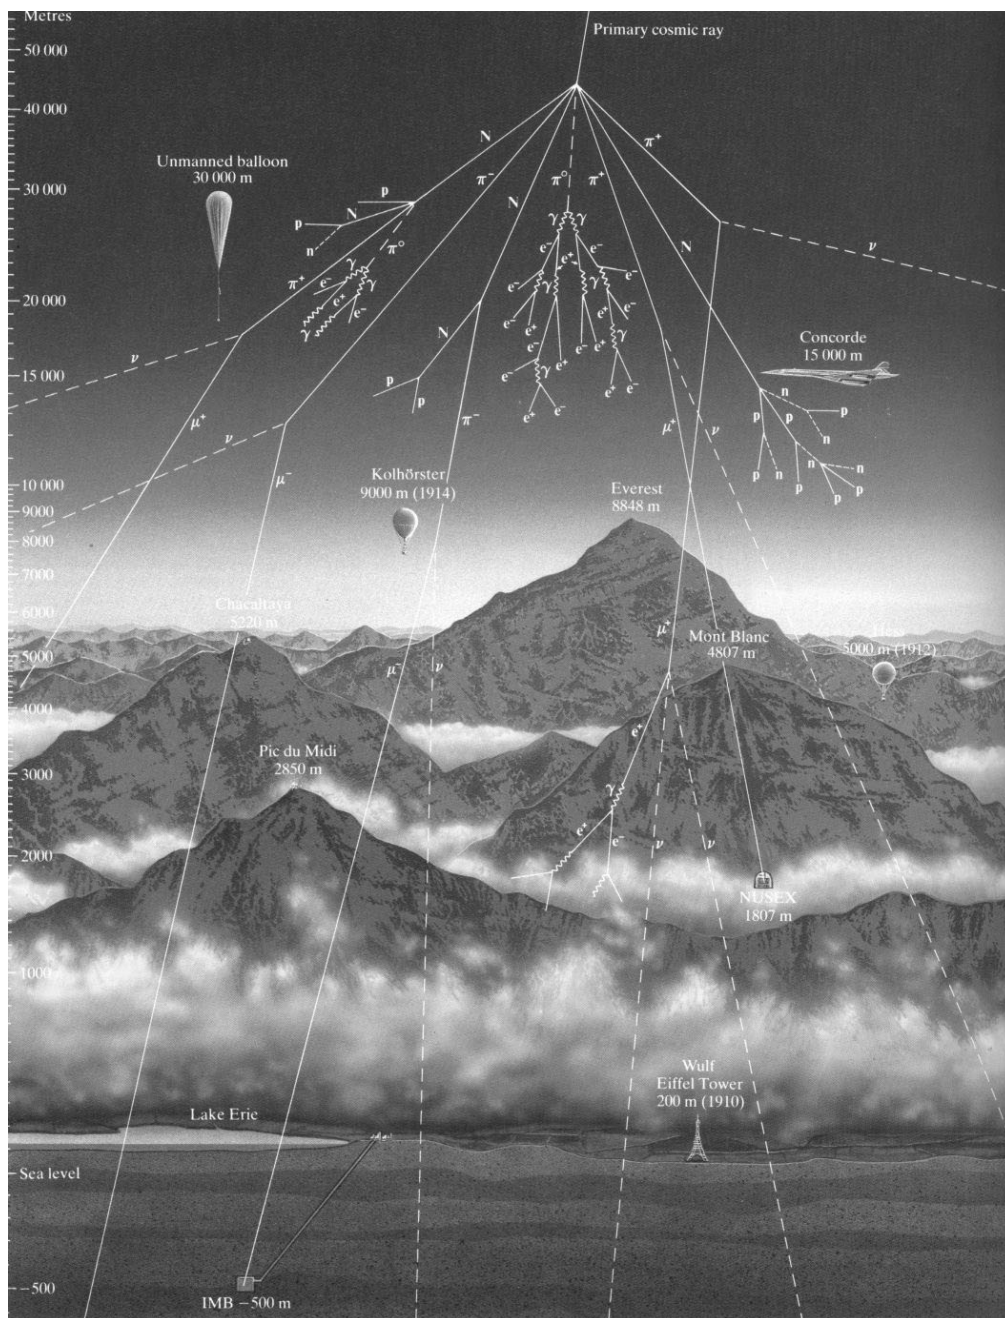 Metres
Primary cosmic ray
50 000
40 000
N
π⁺
Unmanned balloon
30 000 m
π⁻
π⁰
π⁺
30 000
p
N
N
p
n
γ
γ
N
ν
π⁰
e⁻
e⁻
e⁺
γ
γ
e⁻
π⁺
e⁻
e⁺
γ
e⁻
γ
γ
e⁻
20 000
γ
e⁻
N
e⁻
e⁺
e⁻
e⁺
e⁻
Concorde
15 000 m
ν
e⁻
γ
e⁺
γ
15 000
p
p
e⁺
e⁻
e⁺
e⁻
μ⁺
π⁻
μ⁺
ν
p
p
p
n
ν
μ⁻
p
n
p
n
p
p
Kolhörster
9000 m (1914)
Everest
8848 m
10 000
9000
8000
7000
6000
Chacaltaya
5220 m
μ⁺
Mont Blanc
4807 m
Hess
5000 m (1912)
5000
μ⁻
ν
4000
e⁺
Pic du Midi
2850 m
3000
γ
e⁺
e⁻
ν
ν
2000
NUSEX
1807 m
1000
Wulf
Eiffel Tower
200 m (1910)
Lake Erie
Sea level
−500
IMB −500 m